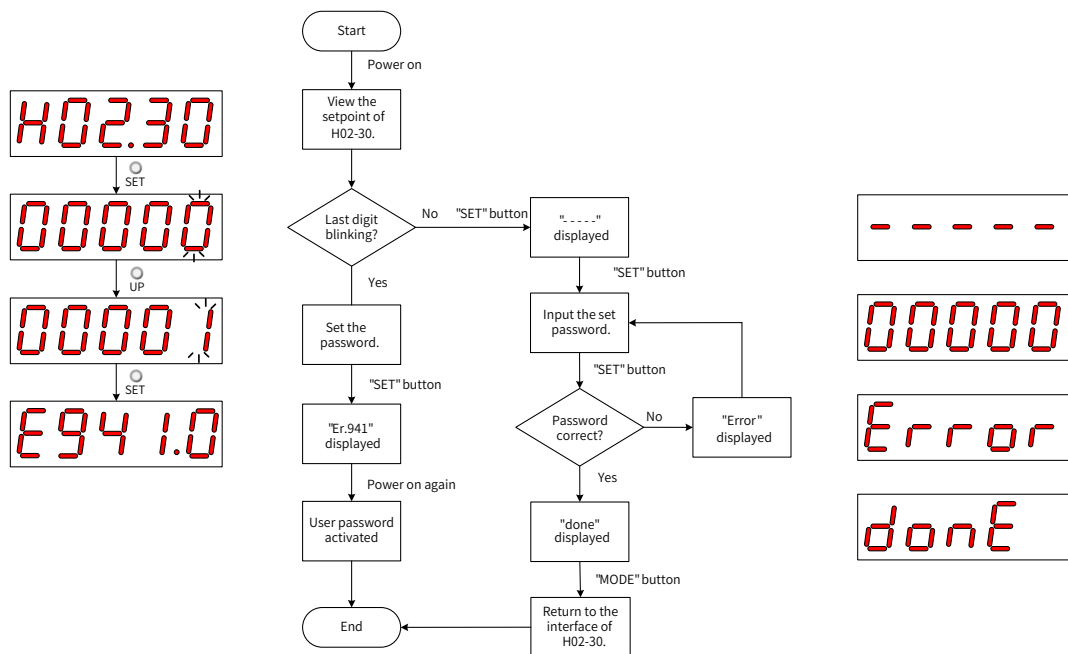 Start
Power on
View the
setpoint of
H02-30.
Last digit
blinking?
No
"SET" button
"-----"
displayed
"SET" button
Yes
Set the
password.
Input the set
password.
"SET" button
"SET" button
"Er.941"
displayed
Password
correct?
No
"Error"
displayed
Yes
Power on again
User password
activated
"done"
displayed
"MODE" button
End
Return to the
interface of
H02-30.
H02.30
SET
00000
UP
00001
SET
E941.0
-----
00000
Error
donE